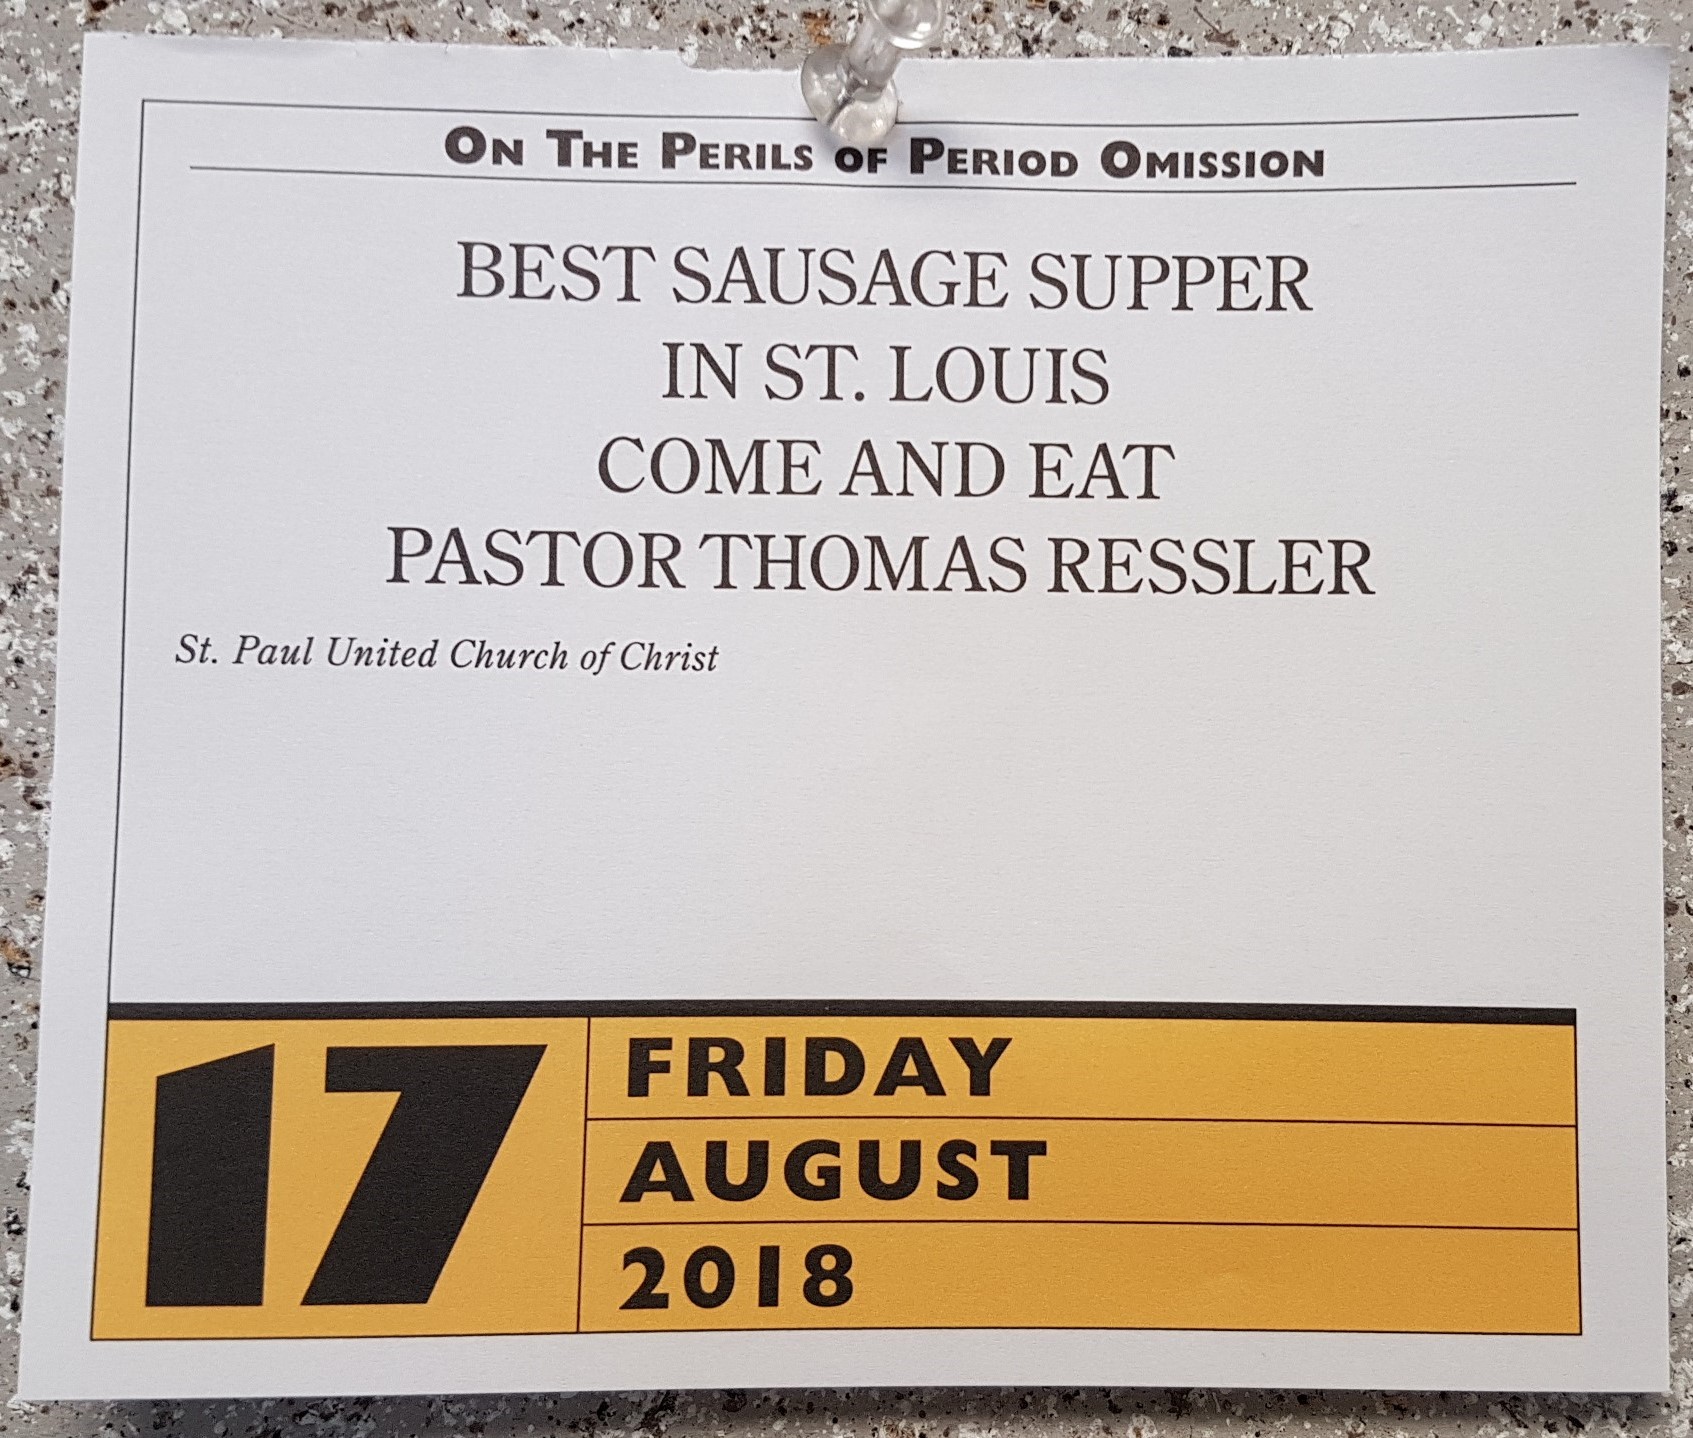 On The Perils of Period Omission
BEST SAUSAGE SUPPER
IN ST. LOUIS
COME AND EAT
PASTOR THOMAS RESSLER
St. Paul United Church of Christ
17
FRIDAY
AUGUST
2018